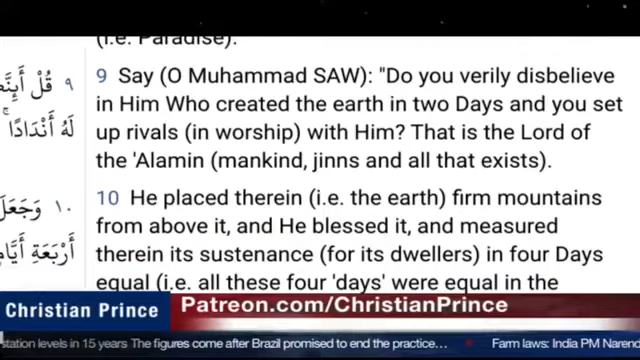 (i.e. Paradise).
9 Say (O Muhammad SAW): "Do you verily disbelieve
in Him Who created the earth in two Days and you set
up rivals (in worship) with Him? That is the Lord of
the 'Alamin (mankind, jinns and all that exists).
٩ قُلْ
لَهُ أَنْدَادًا ۚ
10 He placed therein (i.e. the earth) firm mountains
from above it, and He blessed it, and measured
therein its sustenance (for its dwellers) in four Days
equal (i.e. all these four 'days' were equal in the
١٠ وَجَعَلَ
أَرْبَعَةِ
Christian Prince
Patreon.com/ChristianPrince
station levels in 15 years The figures come after Brazil promised to end the practice... Farm laws: India PM Naren